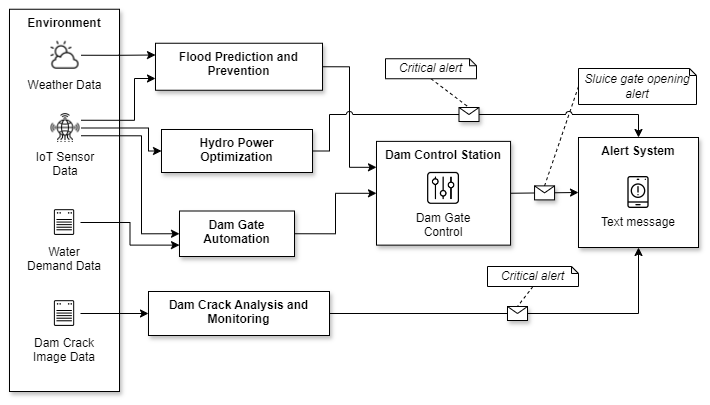 Environment
Weather Data
IoT Sensor
Data
Water
Demand Data
Dam Crack
Image Data
Flood Prediction and
Prevention
Hydro Power
Optimization
Dam Gate
Automation
Dam Crack Analysis and
Monitoring
Dam Control Station
Dam Gate
Control
Critical alert
Sluice gate opening
alert
Critical alert
Alert System
Text message